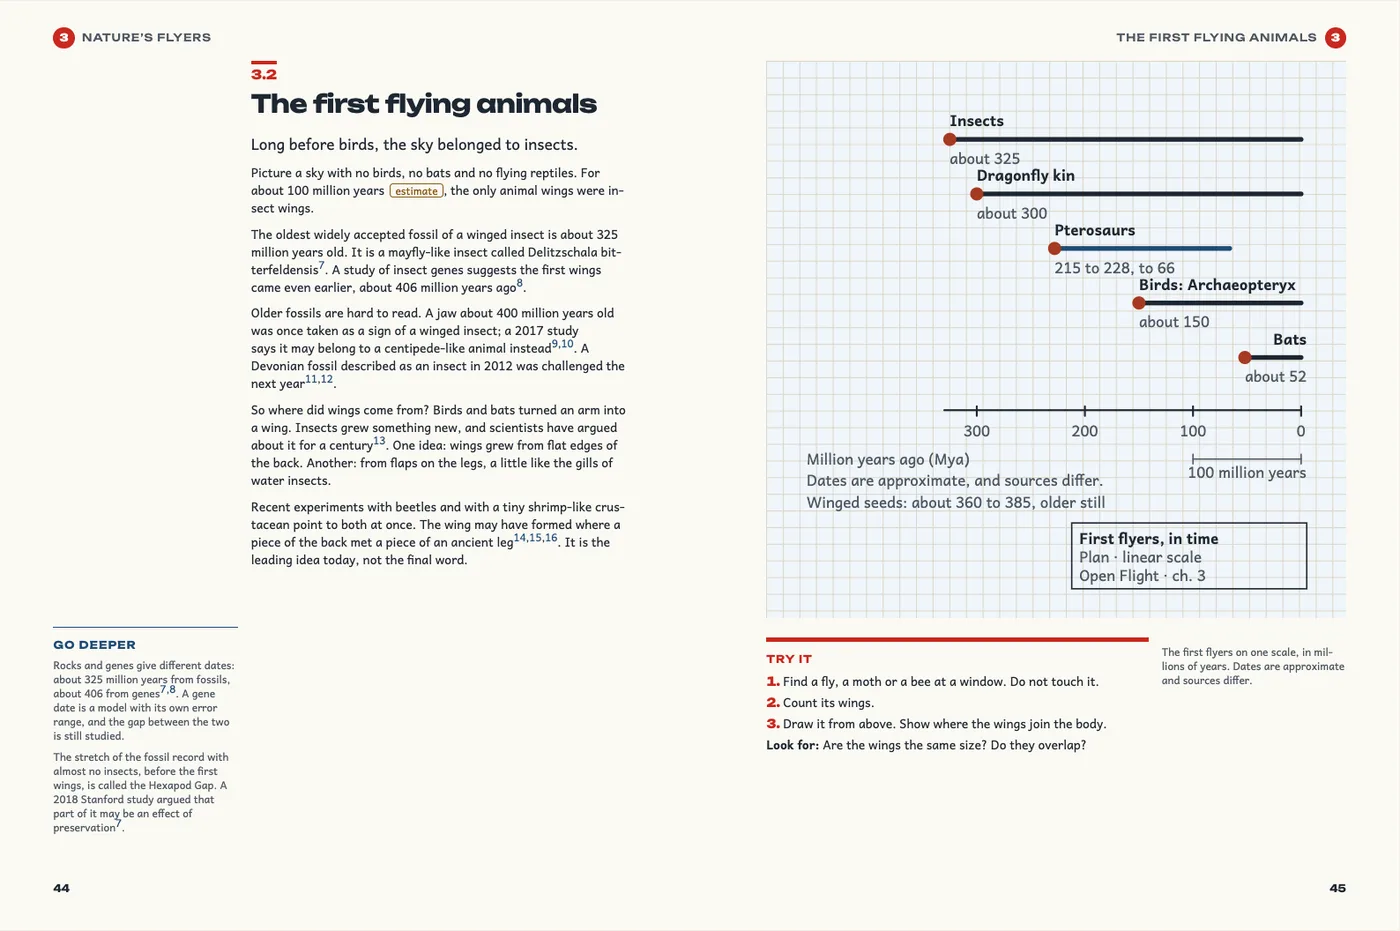 3 NATURE'S FLYERS
3.2
The first flying animals
Long before birds, the sky belonged to insects.
Picture a sky with no birds, no bats and no flying reptiles. For
about 100 million years estimate, the only animal wings were in-
sect wings.
The oldest widely accepted fossil of a winged insect is about 325
million years old. It is a mayfly-like insect called Delitzschala bit-
terfeldensis7. A study of insect genes suggests the first wings
came even earlier, about 406 million years ago8.
Older fossils are hard to read. A jaw about 400 million years old
was once taken as a sign of a winged insect; a 2017 study
says it may belong to a centipede-like animal instead9,10. A
Devonian fossil described as an insect in 2012 was challenged the
next year11,12.
So where did wings come from? Birds and bats turned an arm into
a wing. Insects grew something new, and scientists have argued
about it for a century13. One idea: wings grew from flat edges of
the back. Another: from flaps on the legs, a little like the gills of
water insects.
Recent experiments with beetles and with a tiny shrimp-like crus-
tacean point to both at once. The wing may have formed where a
piece of the back met a piece of an ancient leg14,15,16. It is the
leading idea today, not the final word.
GO DEEPER
Rocks and genes give different dates:
about 325 million years from fossils,
about 406 from genes7,8. A gene
date is a model with its own error
range, and the gap between the two
is still studied.
The stretch of the fossil record with
almost no insects, before the first
wings, is called the Hexapod Gap. A
2018 Stanford study argued that
part of it may be an effect of
preservation7.
44
THE FIRST FLYING ANIMALS 3
Insects
about 325
Dragonfly kin
about 300
Pterosaurs
215 to 228, to 66
Birds: Archaeopteryx
about 150
Bats
about 52
300 200 100 0
Million years ago (Mya)
100 million years
Dates are approximate, and sources differ.
Winged seeds: about 360 to 385, older still
First flyers, in time
Plan · linear scale
Open Flight · ch. 3
TRY IT
1. Find a fly, a moth or a bee at a window. Do not touch it.
2. Count its wings.
3. Draw it from above. Show where the wings join the body.
Look for: Are the wings the same size? Do they overlap?
The first flyers on one scale, in mil-
lions of years. Dates are approximate
and sources differ.
45